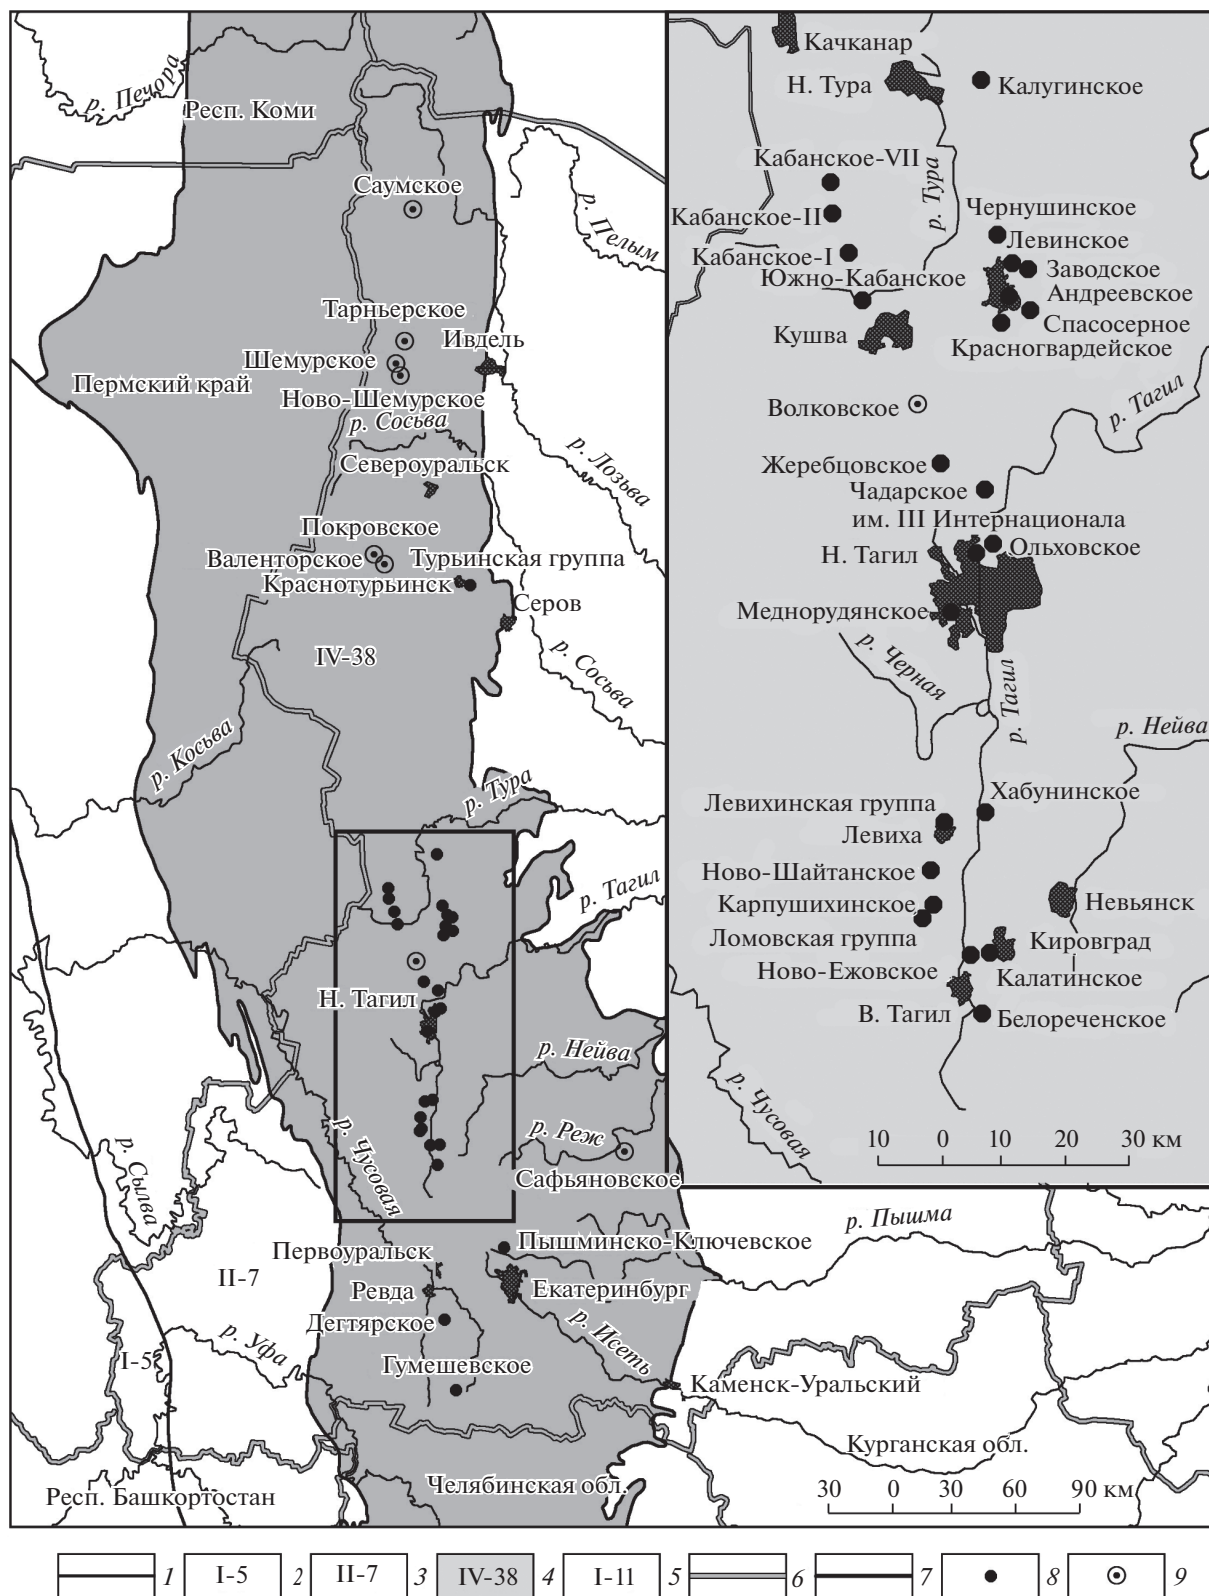 р. Печора
Респ. Коми
Саумское
р. Пелым
Тарньерское
Ивдель
Шемурское
Пермский край
Ново-Шемурское
р. Сосьва
р. Лозьва
Североуральск
Покровское
Валенторское
Турьинская группа
Краснотурьинск
Серов
IV-38
р. Сосьва
р. Косьва
р. Тура
р. Тагил
Н. Тагил
р. Нейва
р. Чусовая
р. Реж
Сафьяновское
р. Сылва
Первоуральск
Пышминско-Ключевское
р. Пышма
II-7
Ревда
Екатеринбург
Дегтярское
р. Исеть
I-5
р. Уфа
Гумешевское
Каменск-Уральский
Курганская обл.
Челябинская обл.
Респ. Башкортостан
30 0 30 60 90 км
Качканар
Н. Тура
Калугинское
Кабанское-VII
р. Тура
Кабанское-II
Чернушинское
Левинское
Кабанское-I
Заводское
Южно-Кабанское
Андреевское
Спасосерное
Кушва
Красногвардейское
р. Тагил
Волковское
Жеребцовское
Чадарское
им. III Интернационала
Н. Тагил
Ольховское
Меднорудянское
р. Черная
р. Тагил
р. Нейва
Хабунинское
Левихинская группа
Левиха
Ново-Шайтанское
Карпушихинское
Невьянск
Ломовская группа
Кировград
Ново-Ежовское
Калатинское
В. Тагил
Белореченское
р. Чусовая
10 0 10 20 30 км
1 I-5 2 II-7 3 IV-38 4 I-11 5 6 7 8 9